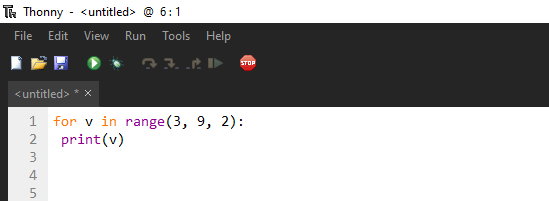 Thonny - <untitled> @ 6:1
File Edit View Run Tools Help
STOP
<untitled> * ×
1 for v in range(3, 9, 2):
2  print(v)
3
4
5